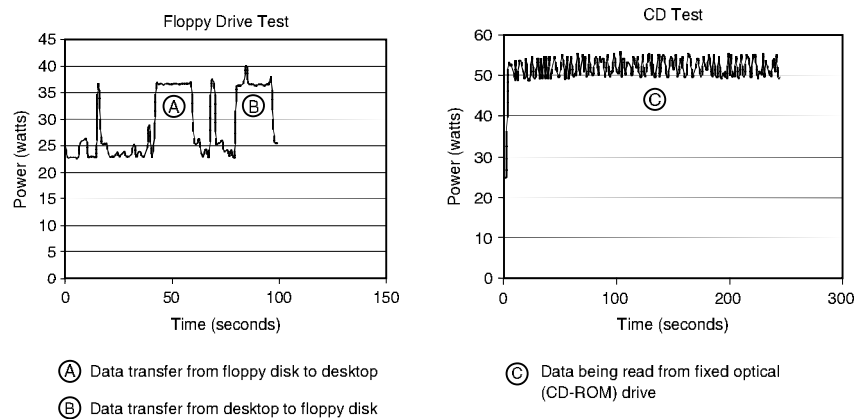 Floppy Drive Test
45
40
35
30
25
20
15
10
5
0
Power (watts)
A
B
0 50 100 150
Time (seconds)
A Data transfer from floppy disk to desktop
B Data transfer from desktop to floppy disk
CD Test
60
50
40
30
20
10
0
Power (watts)
C
0 100 200 300
Time (seconds)
C Data being read from fixed optical
(CD-ROM) drive